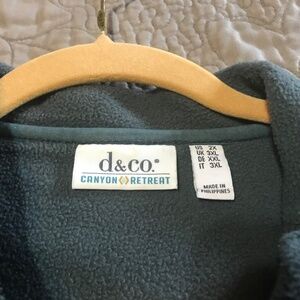 d&co.®
CANYON RETREAT
US 2X
UK 3XL
DE XXL
IT 3XL
MADE IN
PHILIPPINES